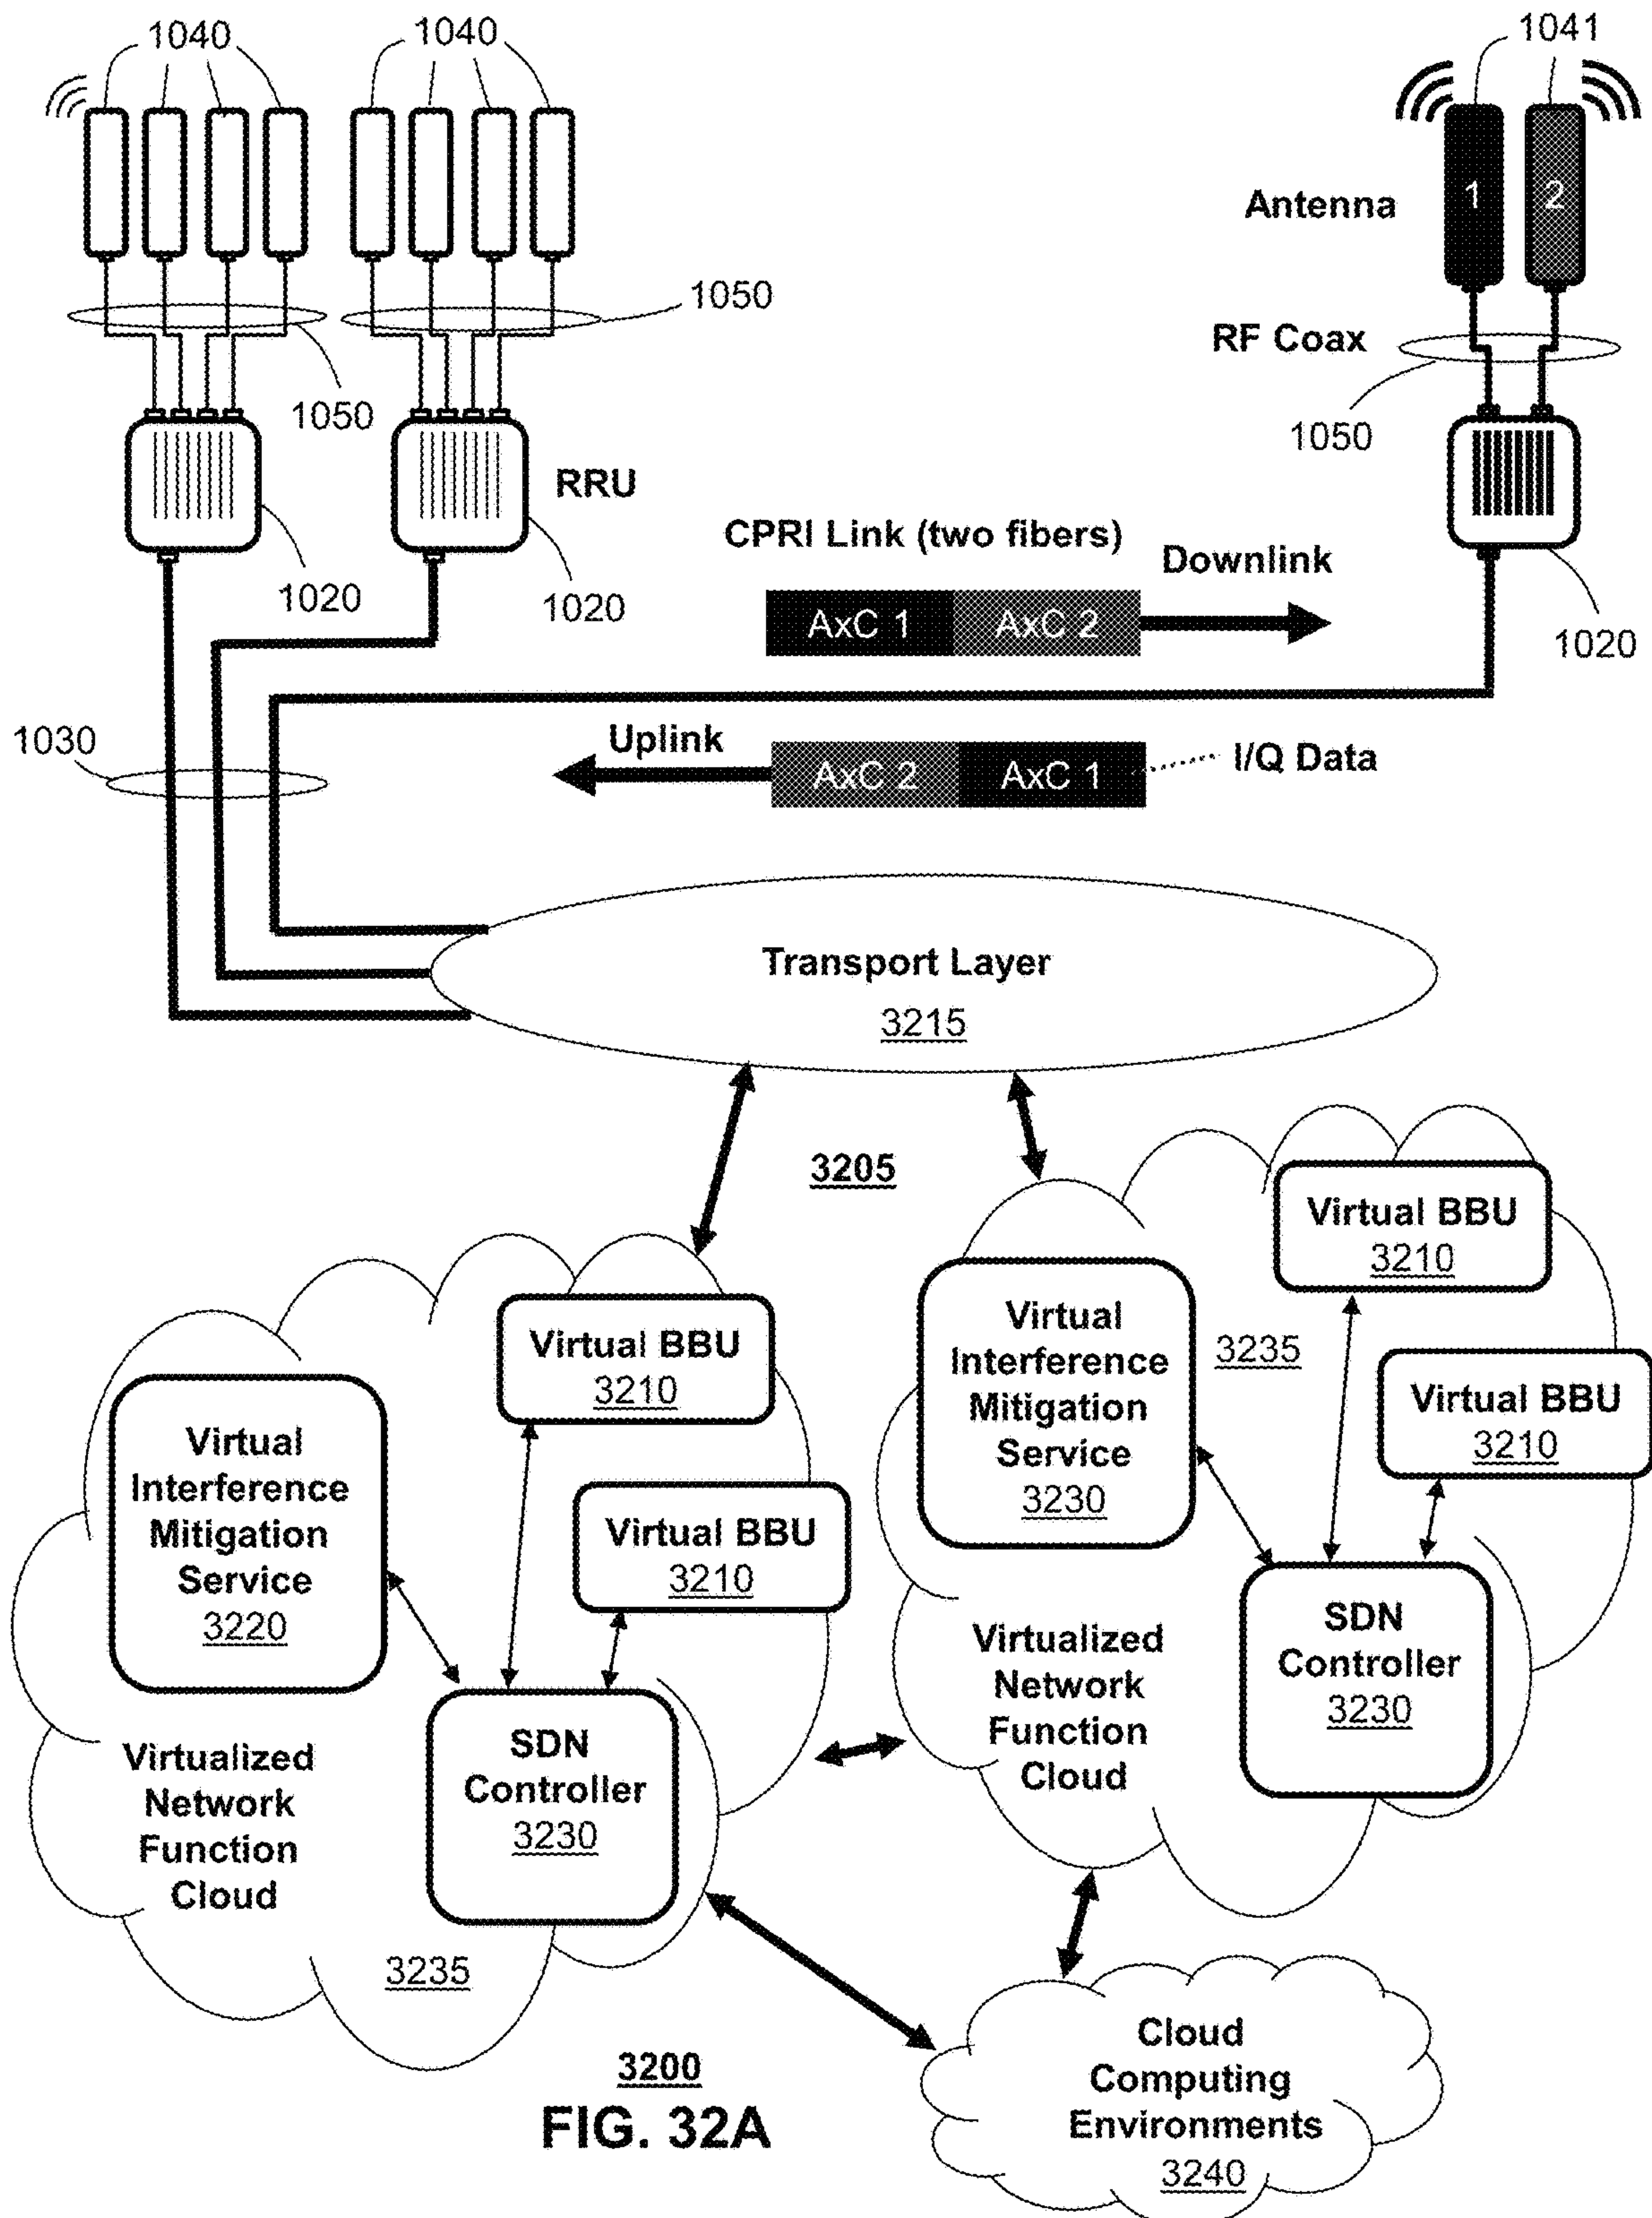 1040
1040
1041
1
2
Antenna
1050
RF Coax
1050
1050
RRU
CPRI Link (two fibers)
Downlink
1020
1020
AxC 1
AxC 2
1020
1030
Uplink
AxC 2
AxC 1
I/Q Data
Transport Layer
3215
3205
Virtual BBU
3210
Virtual
Interference
Mitigation
Service
3230
3235
Virtual BBU
3210
Virtual BBU
3210
Virtual
Interference
Mitigation
Service
3220
Virtual BBU
3210
SDN
Controller
3230
Virtualized
Network
Function
Cloud
SDN
Controller
3230
Virtualized
Network
Function
Cloud
3235
Cloud
Computing
Environments
3240
3200
FIG. 32A